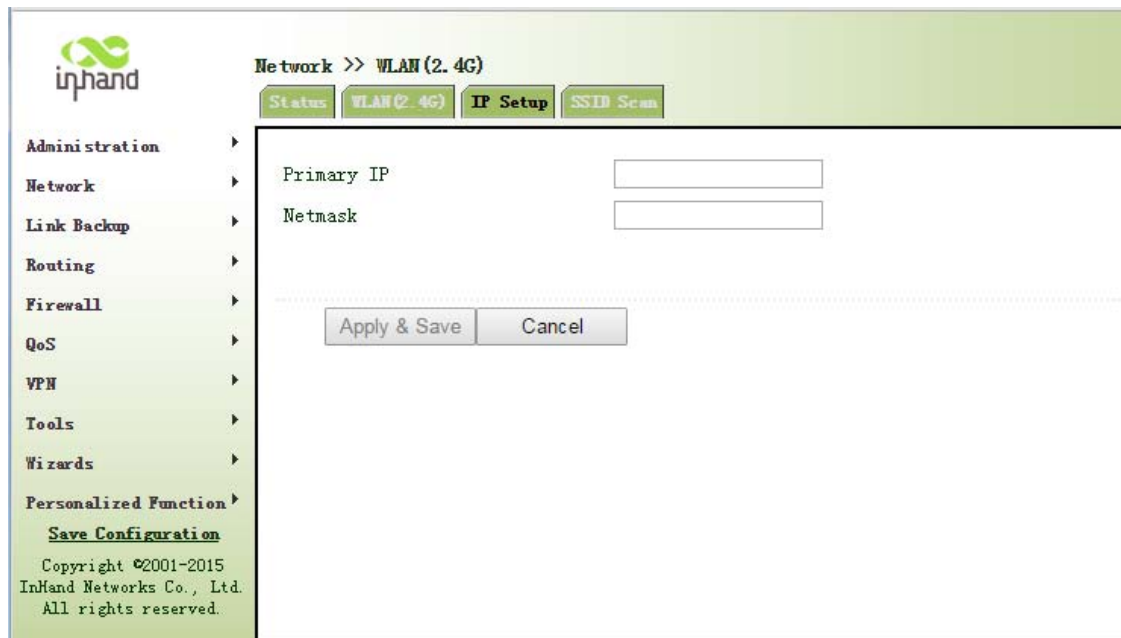 inhand
Network >> WLAN(2.4G)
Status WLAN(2.4G) IP Setup SSID Scan
Administration
Network
Link Backup
Routing
Firewall
QoS
VPN
Tools
Wizards
Personalized Function
Save Configuration
Copyright ©2001-2015
InHand Networks Co., Ltd.
All rights reserved.
Primary IP
Netmask
Apply & Save Cancel